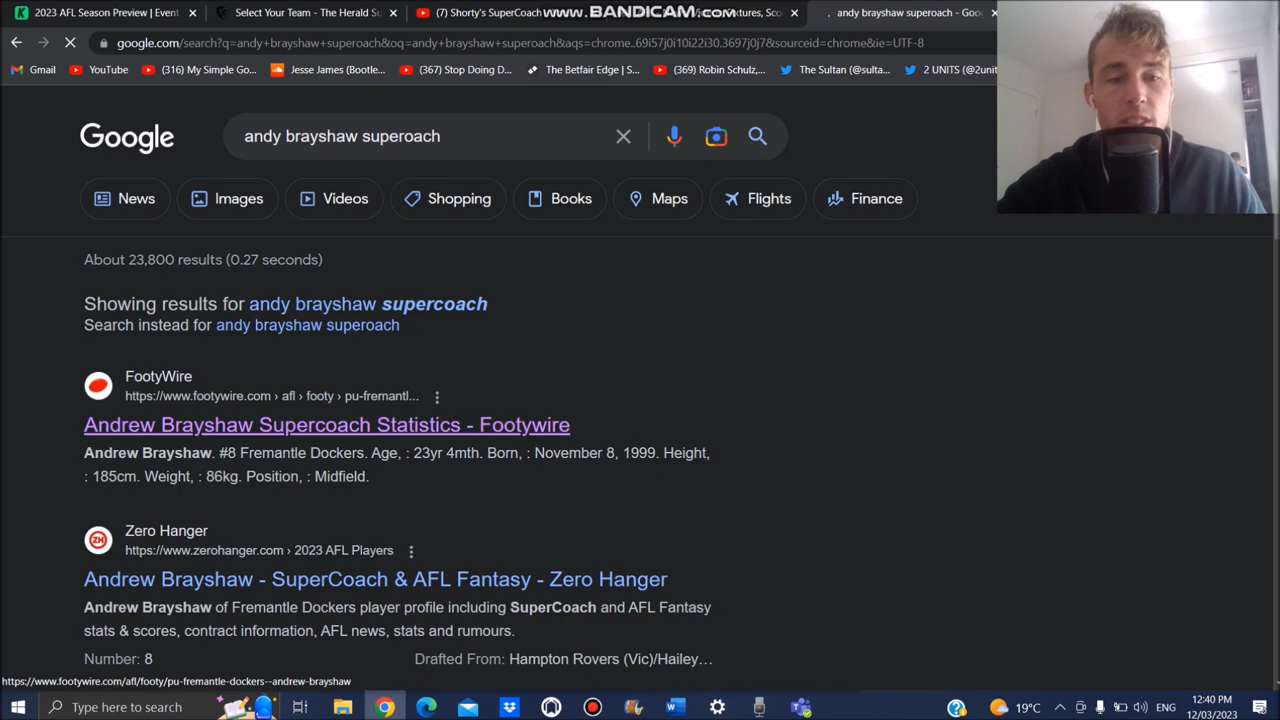 2023 AFL Season Preview | Event
Select Your Team - The Herald Su
(7) Shorty's SuperCoach
www.BANDICAM.com
ixtures, Sco
andy brayshaw superoach - Goo
google.com/search?q=andy+brayshaw+superoach&oq=andy+brayshaw+superoach&aqs=chrome..69i57j0i10i22i30.3697j0j7&sourceid=chrome&ie=UTF-8
Gmail
YouTube
(316) My Simple Go...
Jesse James (Bootle...
(367) Stop Doing D...
The Betfair Edge | S...
(369) Robin Schulz,...
The Sultan (@sulta...
2 UNITS (@2unit
Google
andy brayshaw superoach
News
Images
Videos
Shopping
Books
Maps
Flights
Finance
About 23,800 results (0.27 seconds)
Showing results for andy brayshaw supercoach
Search instead for andy brayshaw superoach
FootyWire
https://www.footywire.com › afl › footy › pu-fremantl...
Andrew Brayshaw Supercoach Statistics - Footywire
Andrew Brayshaw. #8 Fremantle Dockers. Age, : 23yr 4mth. Born, : November 8, 1999. Height,
: 185cm. Weight, : 86kg. Position, : Midfield.
ZH
Zero Hanger
https://www.zerohanger.com › 2023 AFL Players
Andrew Brayshaw - SuperCoach & AFL Fantasy - Zero Hanger
Andrew Brayshaw of Fremantle Dockers player profile including SuperCoach and AFL Fantasy
stats & scores, contract information, AFL news, stats and rumours.
Number: 8
Drafted From: Hampton Rovers (Vic)/Hailey…
https://www.footywire.com/afl/footy/pu-fremantle-dockers--andrew-brayshaw
Type here to search
19°C
ENG
12:40 PM
12/03/2023